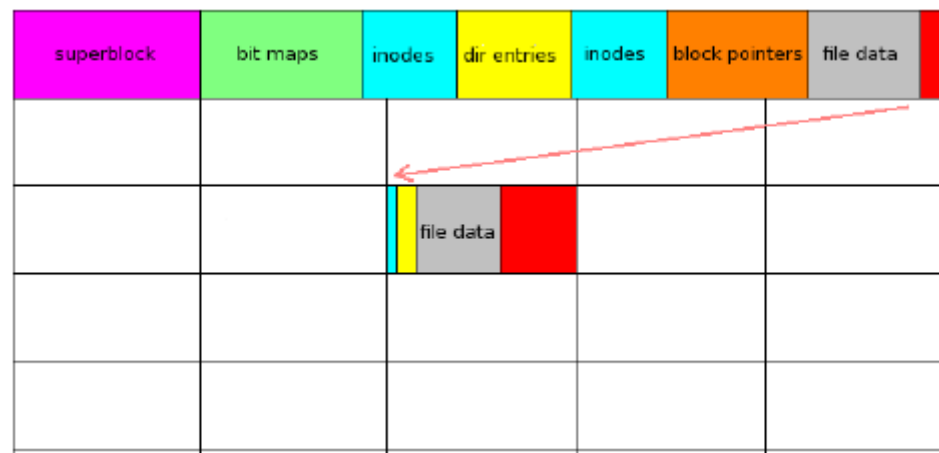 superblock
bit maps
inodes
dir entries
inodes
block pointers
file data
file data